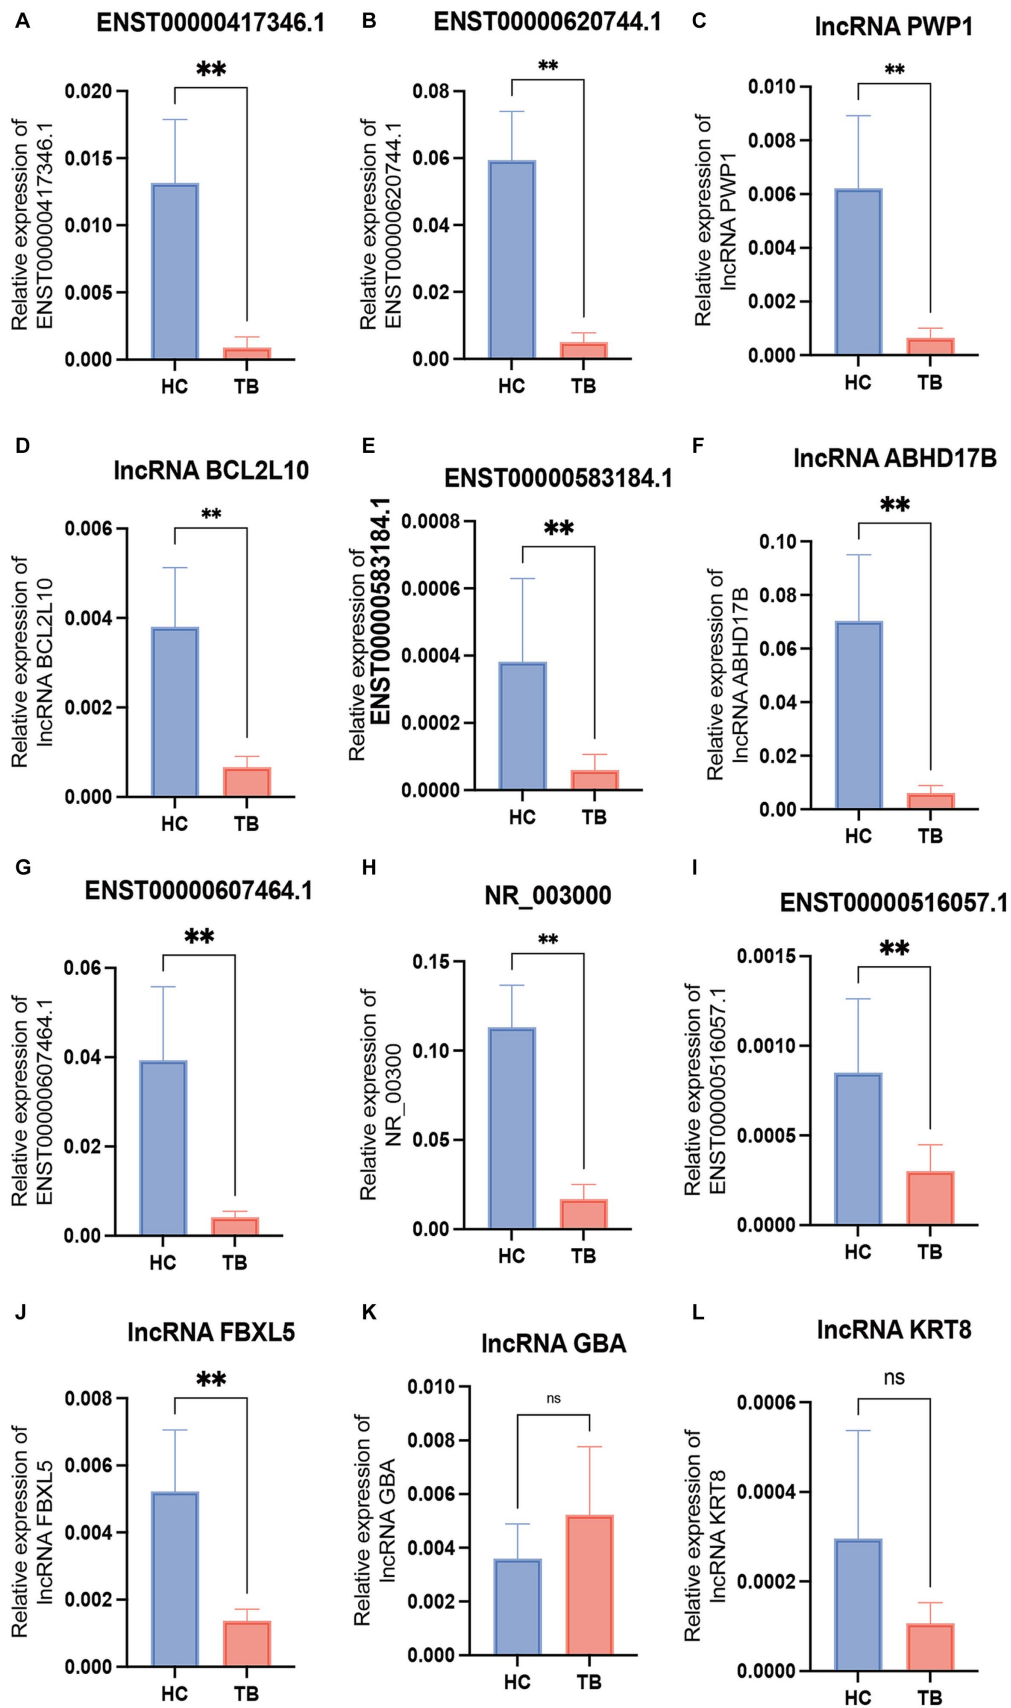 A
ENST00000417346.1
**
0.020
0.015
0.010
0.005
0.000
Relative expression of
ENST00000417346.1
HC
TB
B
ENST00000620744.1
**
0.08
0.06
0.04
0.02
0.00
Relative expression of
ENST00000620744.1
HC
TB
C
lncRNA PWP1
**
0.010
0.008
0.006
0.004
0.002
0.000
Relative expression of
lncRNA PWP1
HC
TB
D
lncRNA BCL2L10
**
0.006
0.004
0.002
0.000
Relative expression of
lncRNA BCL2L10
HC
TB
E
ENST00000583184.1
**
0.0008
0.0006
0.0004
0.0002
0.0000
Relative expression of
ENST00000583184.1
HC
TB
F
lncRNA ABHD17B
**
0.10
0.08
0.06
0.04
0.02
0.00
Relative expression of
lncRNA ABHD17B
HC
TB
G
ENST00000607464.1
**
0.06
0.04
0.02
0.00
Relative expression of
ENST00000607464.1
HC
TB
H
NR_003000
**
0.15
0.10
0.05
0.00
Relative expression of
NR_00300
HC
TB
I
ENST00000516057.1
**
0.0015
0.0010
0.0005
0.0000
Relative expression of
ENST00000516057.1
HC
TB
J
lncRNA FBXL5
**
0.008
0.006
0.004
0.002
0.000
Relative expression of
lncRNA FBXL5
HC
TB
K
lncRNA GBA
ns
0.010
0.008
0.006
0.004
0.002
0.000
Relative expression of
lncRNA GBA
HC
TB
L
lncRNA KRT8
ns
0.0006
0.0004
0.0002
0.0000
Relative expression of
lncRNA KRT8
HC
TB